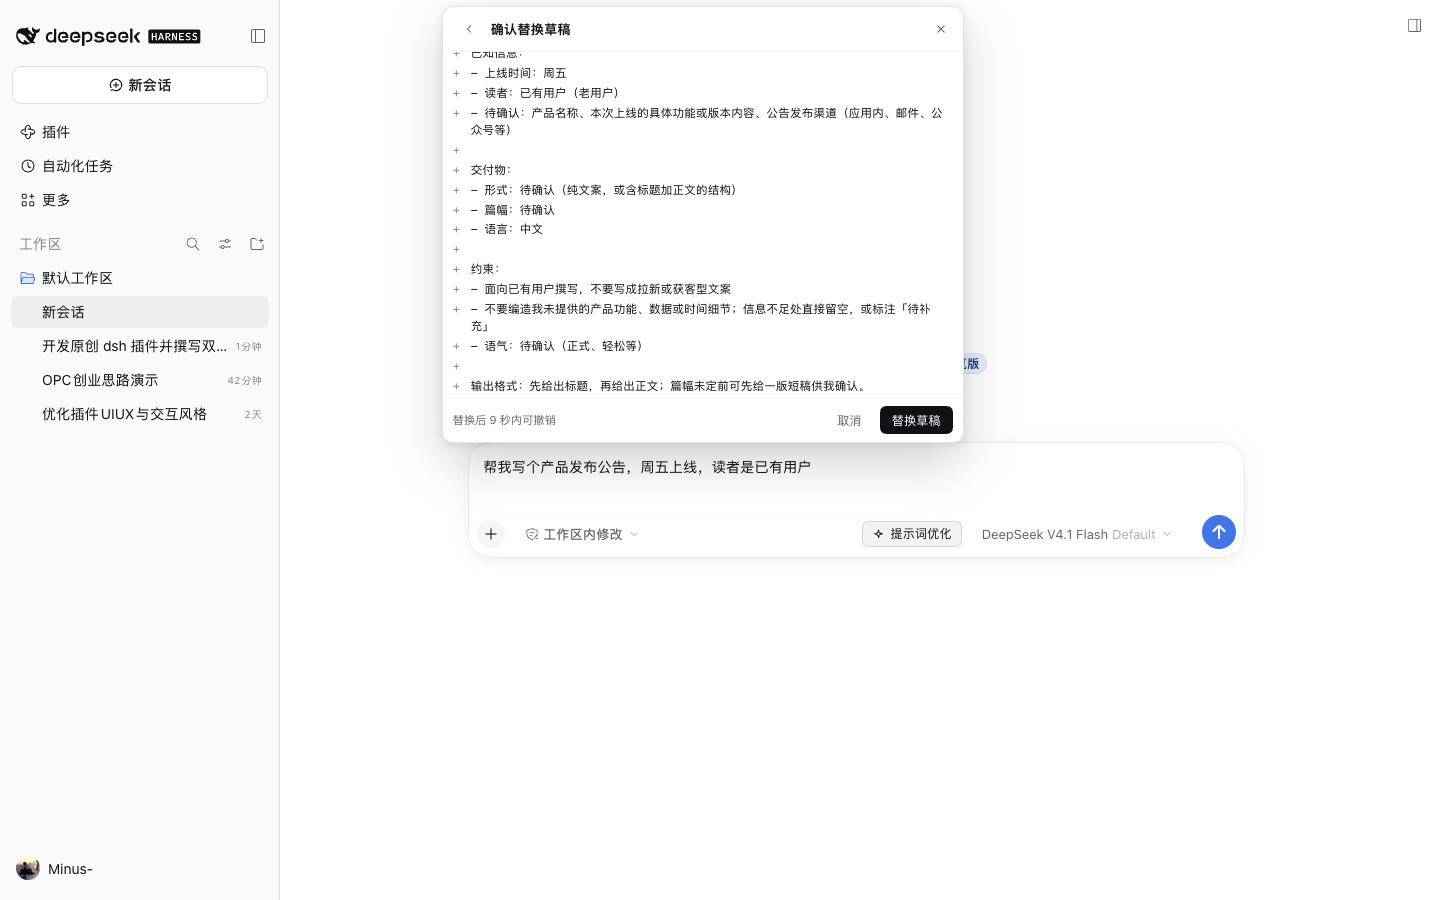 deepseek HARNESS
新会话
插件
自动化任务
更多
工作区
默认工作区
新会话
开发原创 dsh 插件并撰写双... 1分钟
OPC创业思路演示 42分钟
优化插件UIUX与交互风格 2天
Minus-
确认替换草稿
+ 已知信息：
+ – 上线时间：周五
+ – 读者：已有用户（老用户）
+ – 待确认：产品名称、本次上线的具体功能或版本内容、公告发布渠道（应用内、邮件、公
众号等）
+
+ 交付物：
+ – 形式：待确认（纯文案，或含标题加正文的结构）
+ – 篇幅：待确认
+ – 语言：中文
+
+ 约束：
+ – 面向已有用户撰写，不要写成拉新或获客型文案
+ – 不要编造我未提供的产品功能、数据或时间细节；信息不足处直接留空，或标注「待补
充」
+ – 语气：待确认（正式、轻松等）
+
+ 输出格式：先给出标题，再给出正文；篇幅未定前可先给一版短稿供我确认。
替换后 9 秒内可撤销 取消 替换草稿
版
帮我写个产品发布公告，周五上线，读者是已有用户
工作区内修改 提示词优化 DeepSeek V4.1 Flash Default